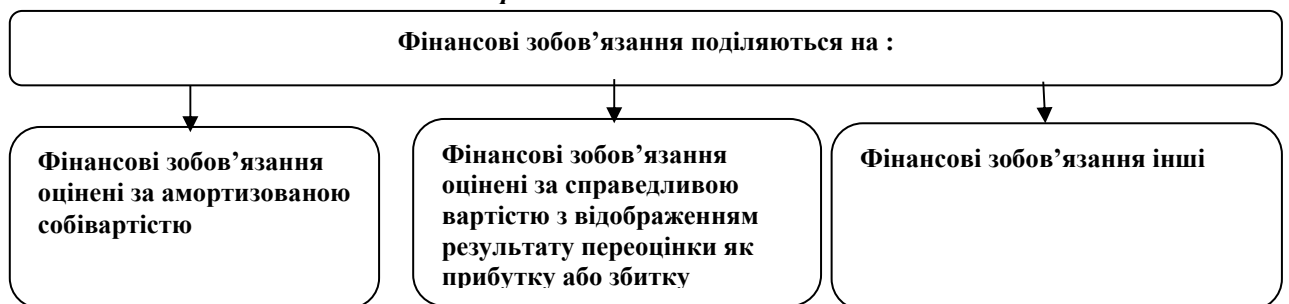 Фінансові зобов’язання поділяються на :
Фінансові зобов’язання
оцінені за амортизованою
собівартістю
Фінансові зобов’язання
оцінені за справедливою
вартістю з відображенням
результату переоцінки як
прибутку або збитку
Фінансові зобов’язання інші